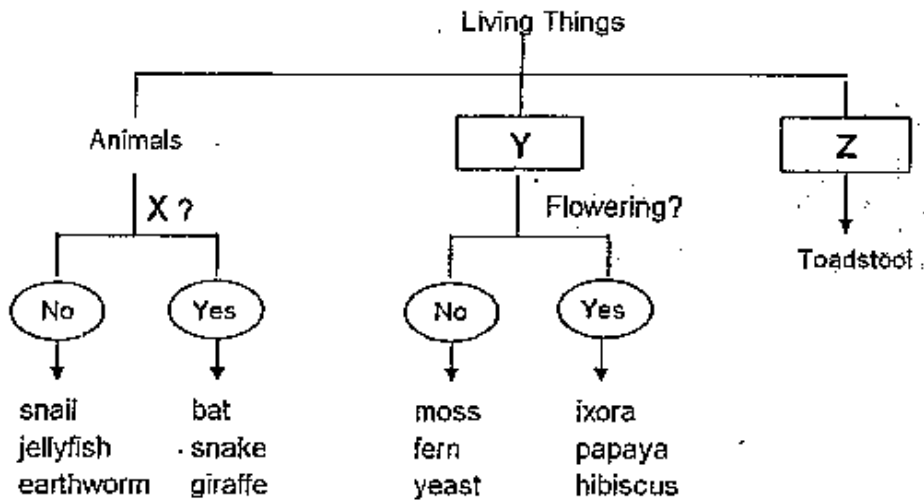 Living Things
Animals
Y
Z
X ?
Flowering?
Toadstool
No
Yes
No
Yes
snail
jellyfish
earthworm
bat
snake
giraffe
moss
fern
yeast
ixora
papaya
hibiscus